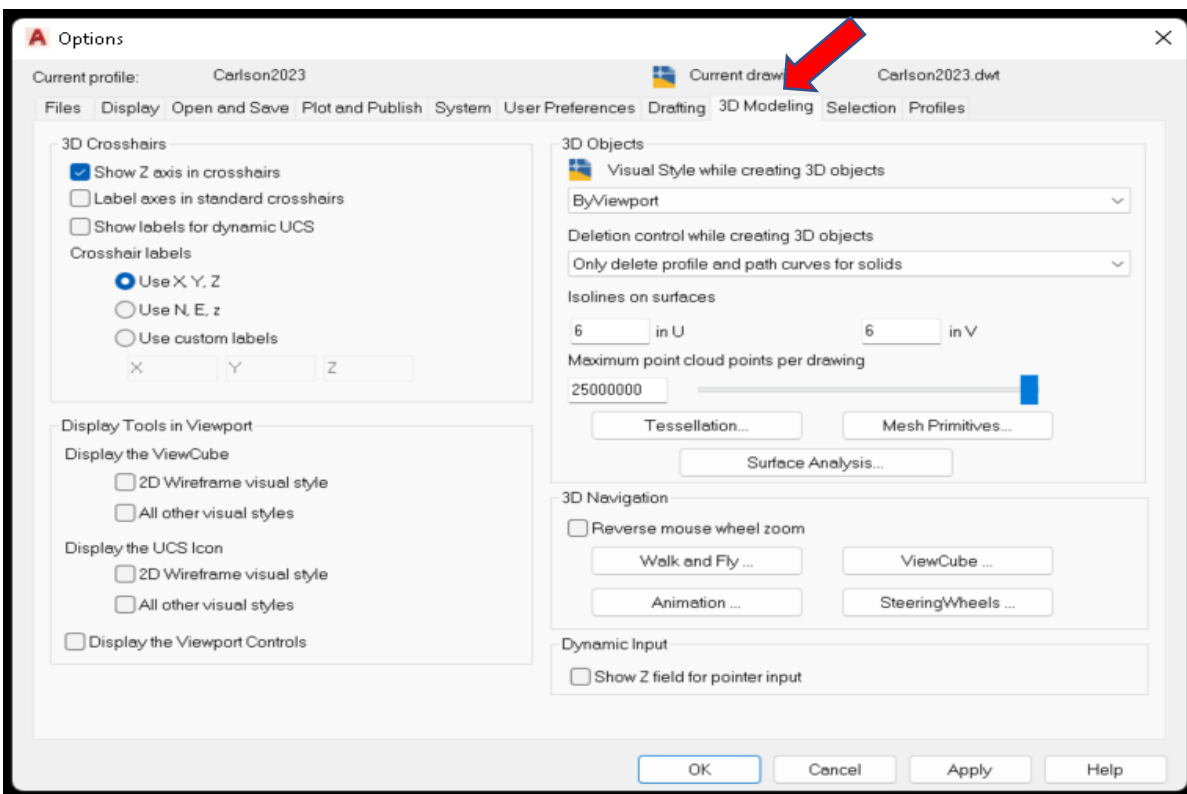 A Options
Current profile: Carlson2023 Current draw Carlson2023.dwt
Files Display Open and Save Plot and Publish System User Preferences Drafting 3D Modeling Selection Profiles
3D Crosshairs
Show Z axis in crosshairs
Label axes in standard crosshairs
Show labels for dynamic UCS
Crosshair labels
Use X, Y, Z
Use N, E, z
Use custom labels
X Y Z
Display Tools in Viewport
Display the ViewCube
2D Wireframe visual style
All other visual styles
Display the UCS Icon
2D Wireframe visual style
All other visual styles
Display the Viewport Controls
3D Objects
Visual Style while creating 3D objects
ByViewport
Deletion control while creating 3D objects
Only delete profile and path curves for solids
Isolines on surfaces
6 in U 6 in V
Maximum point cloud points per drawing
25000000
Tessellation... Mesh Primitives...
Surface Analysis...
3D Navigation
Reverse mouse wheel zoom
Walk and Fly ... ViewCube ...
Animation ... SteeringWheels ...
Dynamic Input
Show Z field for pointer input
OK Cancel Apply Help